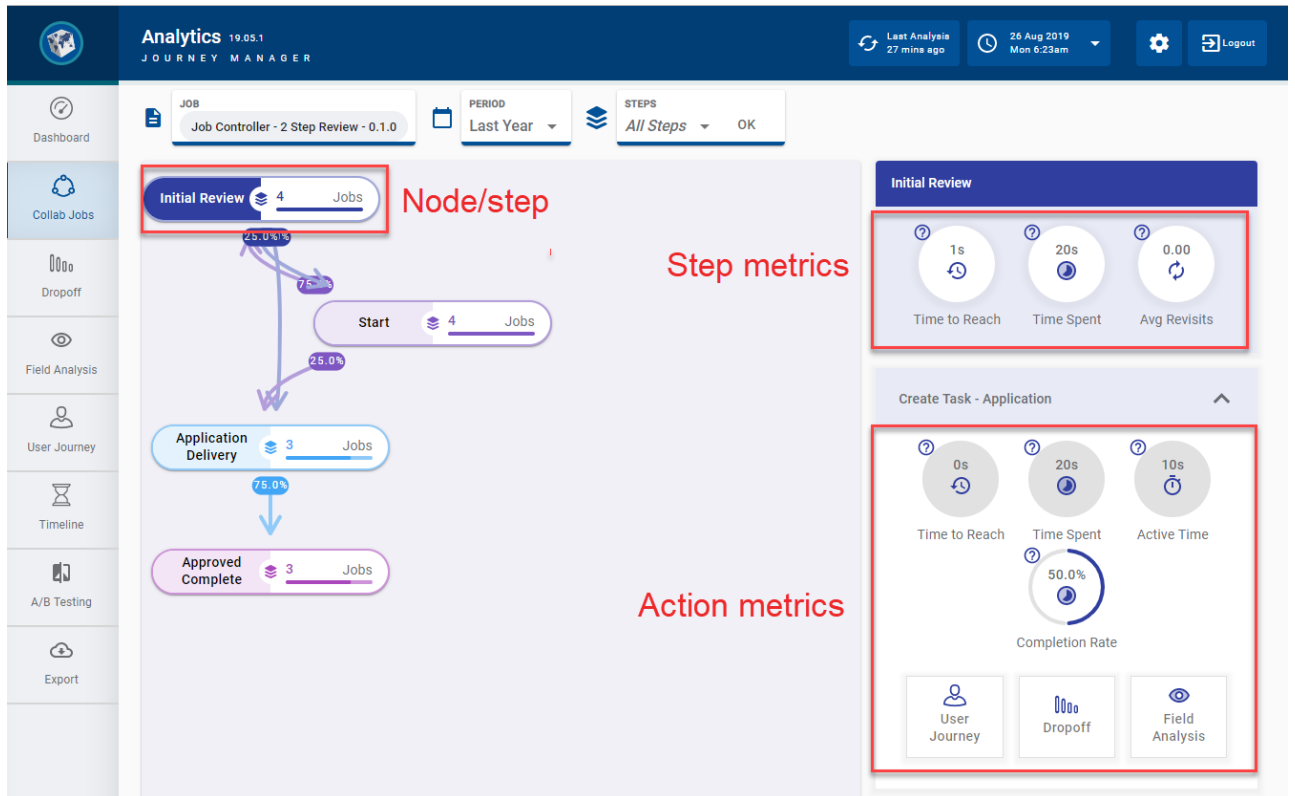 Analytics 19.05.1
JOURNEY MANAGER
Last Analysis
27 mins ago
26 Aug 2019
Mon 6:23am
Logout
Dashboard
Collab Jobs
Dropoff
Field Analysis
User Journey
Timeline
A/B Testing
Export
JOB
Job Controller - 2 Step Review - 0.1.0
PERIOD
Last Year
STEPS
All Steps
OK
Initial Review
4 Jobs
Node/step
25.0%
Start
4 Jobs
25.0%
Application
Delivery
3 Jobs
75.0%
Approved
Complete
3 Jobs
Step metrics
Action metrics
Initial Review
? 1s
? 20s
? 0.00
Time to Reach
Time Spent
Avg Revisits
Create Task - Application
? 0s
? 20s
? 10s
Time to Reach
Time Spent
Active Time
? 50.0%
Completion Rate
User
Journey
Dropoff
Field
Analysis